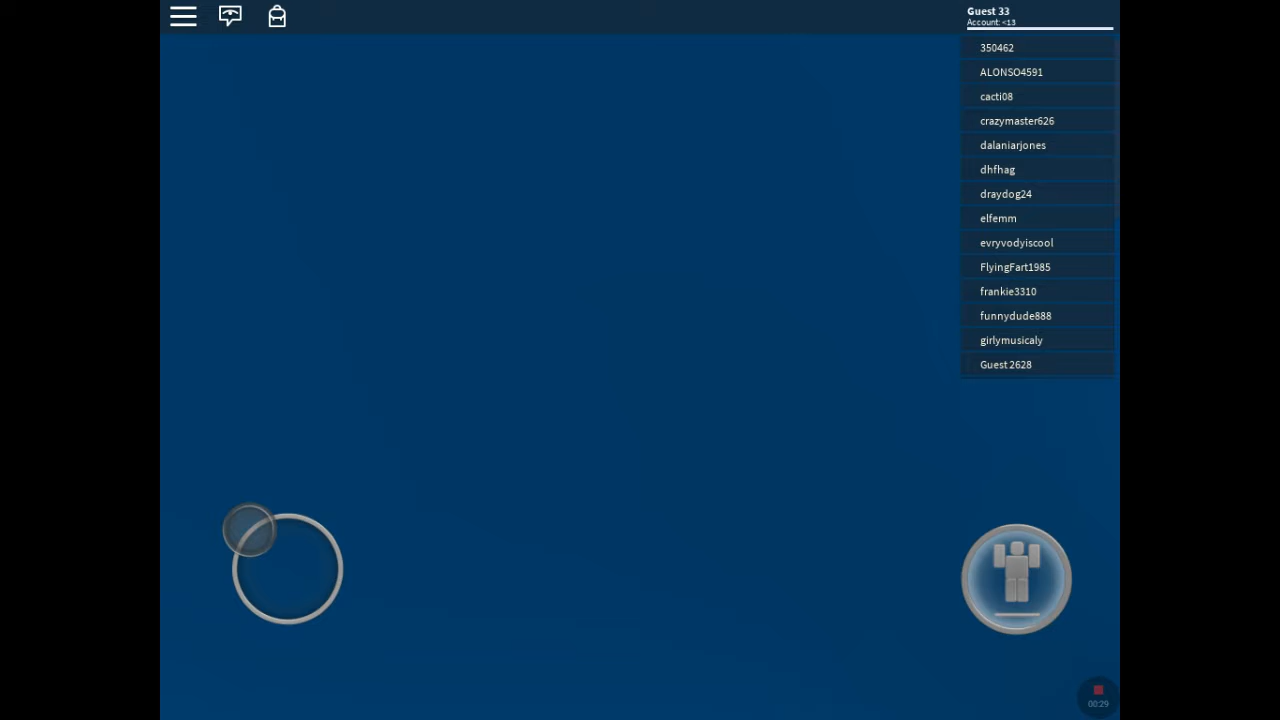 Guest 33
Account: <13
350462
ALONSO4591
cacti08
crazymaster626
dalaniarjones
dhfhag
draydog24
elfemm
evryvodyiscool
FlyingFart1985
frankie3310
funnydude888
girlymusicaly
Guest 2628
00:29